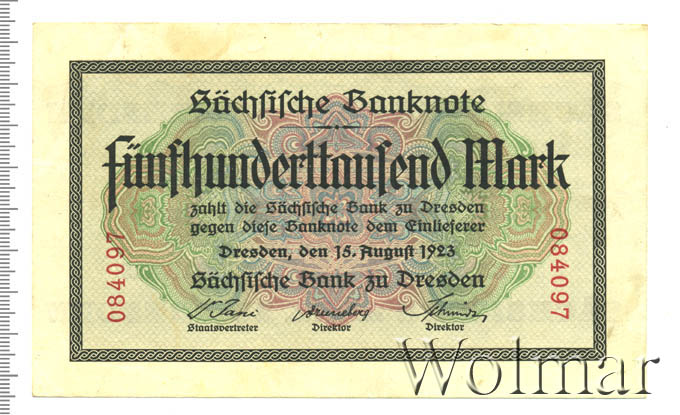 Sächsische Banknote
Fünfhunderttausend Mark
zahlt die Sächsische Bank zu Dresden
gegen diese Banknote dem Einlieferer
Dresden, den 15. August 1923
Sächsische Bank zu Dresden
Staatsvertreter Direktor Direktor
084097
084097
Wolmar